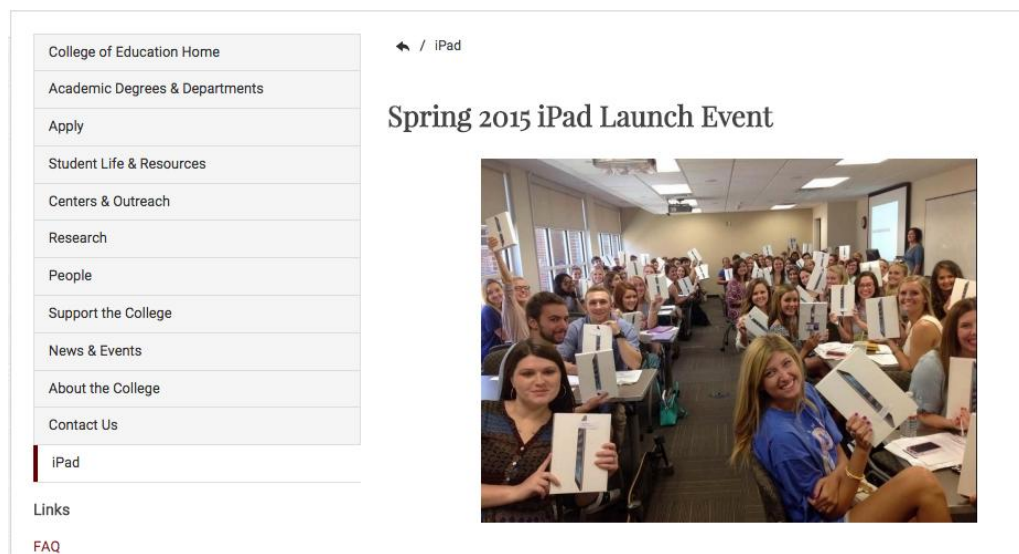 College of Education Home
Academic Degrees & Departments
Apply
Student Life & Resources
Centers & Outreach
Research
People
Support the College
News & Events
About the College
Contact Us
iPad
Links
FAQ
/ iPad
Spring 2015 iPad Launch Event